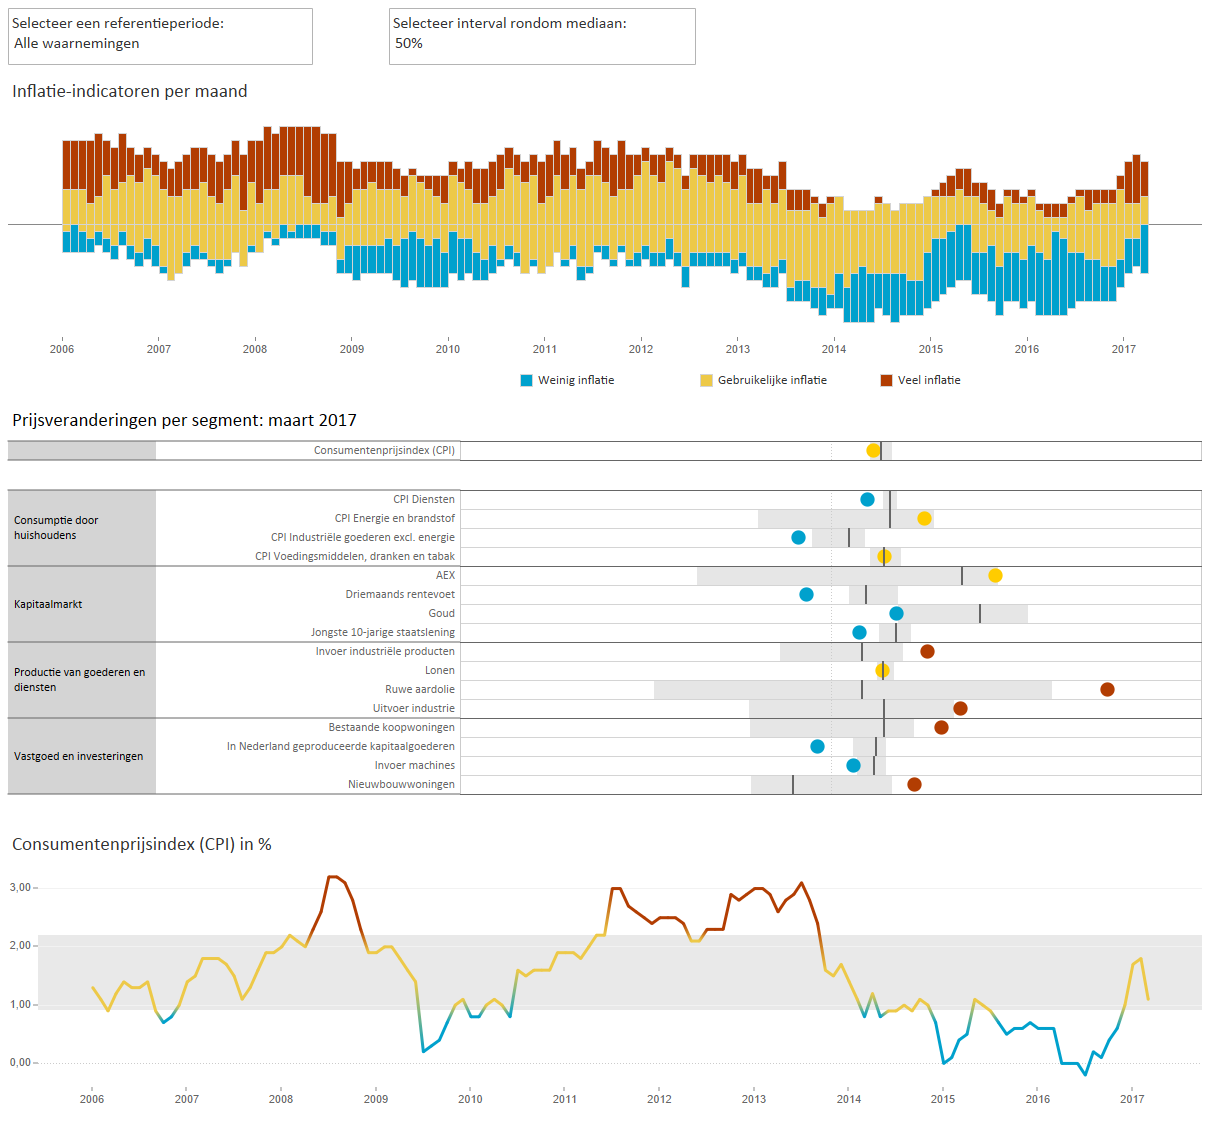 Selecteer een referentieperiode:
Alle waarnemingen
Selecteer interval rondom mediaan:
50%
Inflatie-indicatoren per maand
2006 2007 2008 2009 2010 2011 2012 2013 2014 2015 2016 2017
Weinig inflatie Gebruikelijke inflatie Veel inflatie
Prijsveranderingen per segment: maart 2017
Consumentenprijsindex (CPI)
Consumptie door
huishoudens
CPI Diensten
CPI Energie en brandstof
CPI Industriële goederen excl. energie
CPI Voedingsmiddelen, dranken en tabak
Kapitaalmarkt
AEX
Driemaands rentevoet
Goud
Jongste 10-jarige staatslening
Productie van goederen en
diensten
Invoer industriële producten
Lonen
Ruwe aardolie
Uitvoer industrie
Vastgoed en investeringen
Bestaande koopwoningen
In Nederland geproduceerde kapitaalgoederen
Invoer machines
Nieuwbouwwoningen
Consumentenprijsindex (CPI) in %
3,00
2,00
1,00
0,00
2006 2007 2008 2009 2010 2011 2012 2013 2014 2015 2016 2017